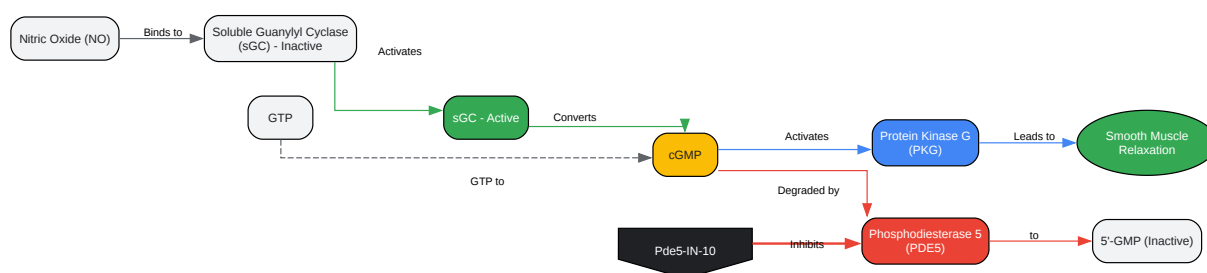 Nitric Oxide (NO)
Binds to
Soluble Guanylyl Cyclase
(sGC) - Inactive
Activates
GTP
sGC - Active
Converts
GTP to
cGMP
Activates
Protein Kinase G
(PKG)
Leads to
Smooth Muscle
Relaxation
Degraded by
Pde5-IN-10
Inhibits
Phosphodiesterase 5
(PDE5)
to
5'-GMP (Inactive)